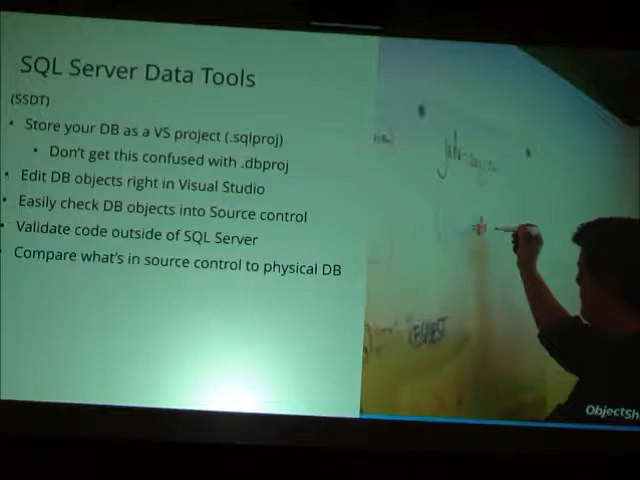 SQL Server Data Tools
(SSDT)
• Store your DB as a VS project (.sqlproj)
• Don't get this confused with .dbproj
• Edit DB objects right in Visual Studio
• Easily check DB objects into Source control
• Validate code outside of SQL Server
• Compare what's in source control to physical DB
ObjectSh